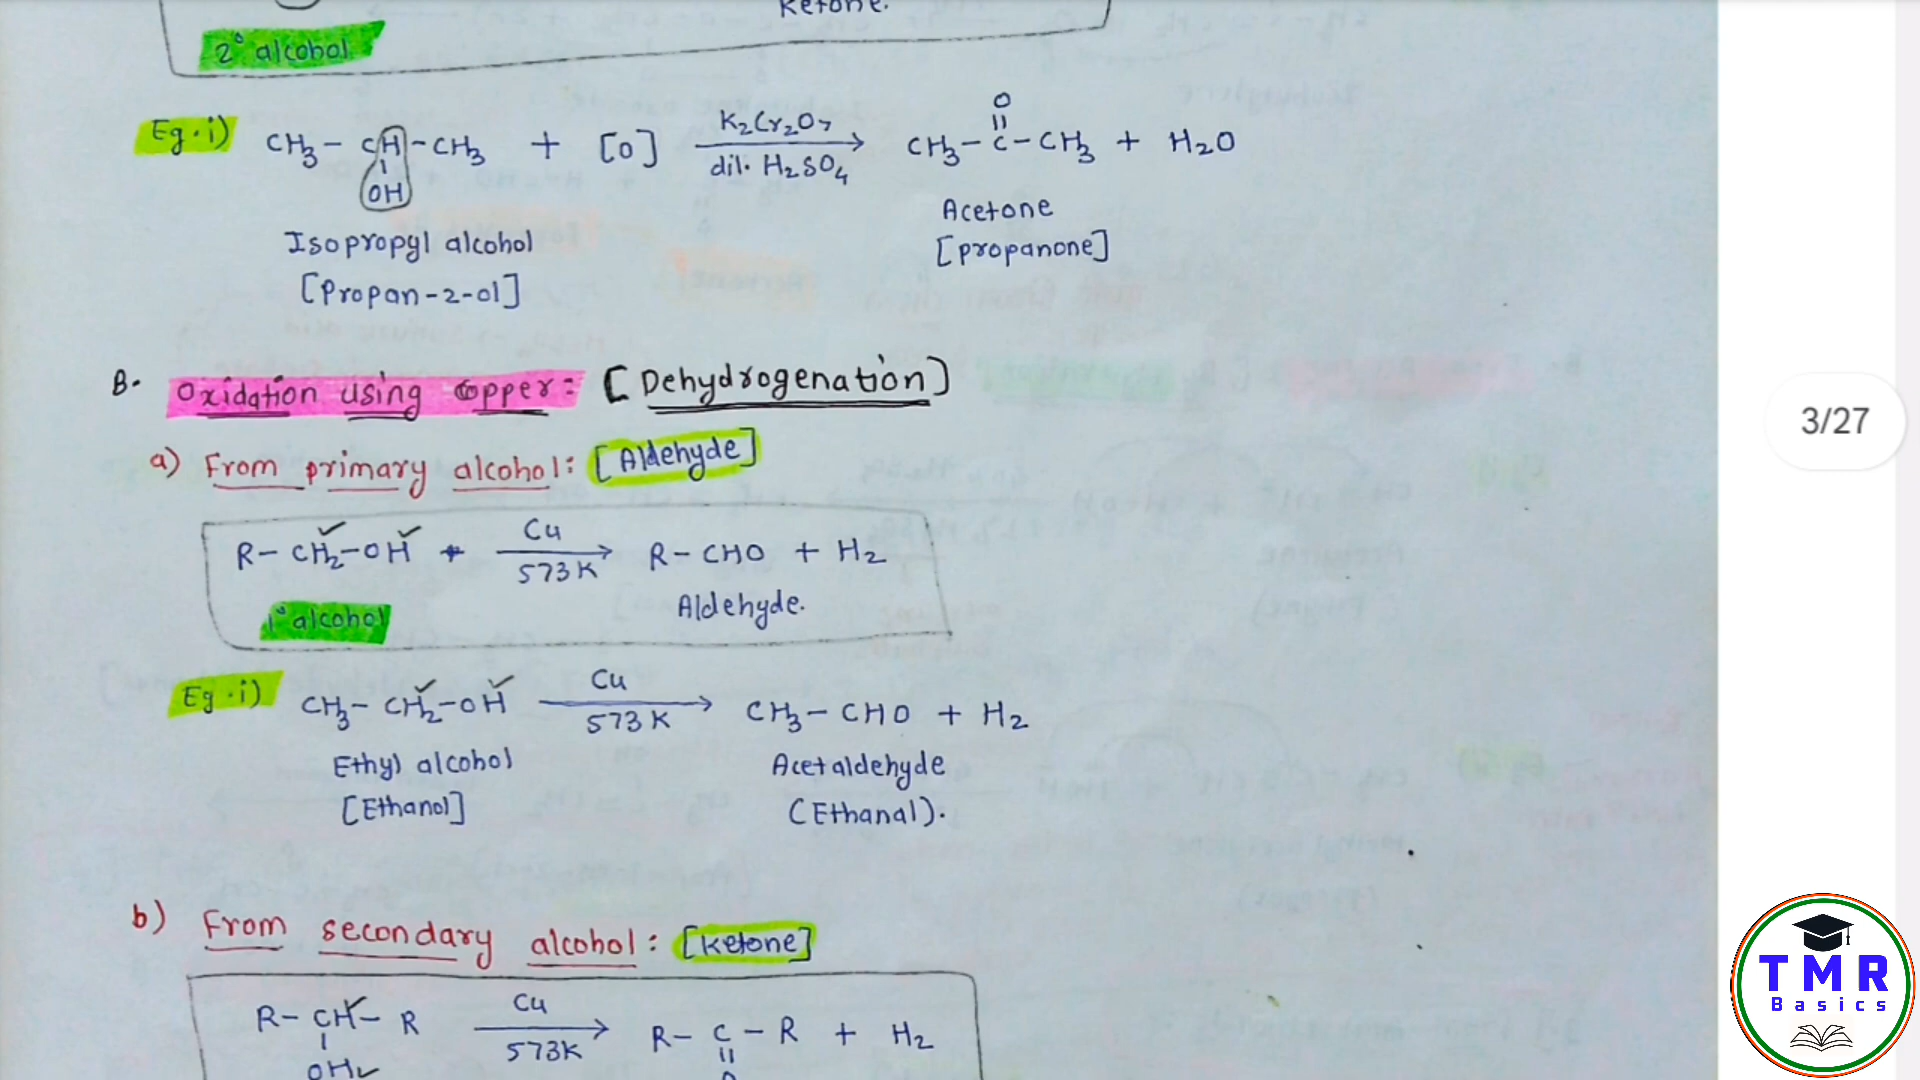 Ketone.
2° alcohol
Eg.i) CH3 - CH - CH3 + [O] K2Cr2O7 CH3 - C - CH3 + H2O
dil. H2SO4
O
OH
Isopropyl alcohol Acetone
[Propan-2-ol] [propanone]
B. Oxidation using copper: [Dehydrogenation]
a) From primary alcohol: [Aldehyde]
R - CH2 - OH + Cu R - CHO + H2
573K
1° alcohol Aldehyde.
Eg.i) CH3 - CH2 - OH Cu CH3 - CHO + H2
573 K
Ethyl alcohol Acetaldehyde
[Ethanol] (Ethanal).
b) From secondary alcohol: [Ketone]
R - CH - R Cu R - C - R + H2
573K
OH
O
3/27
TMR
Basics